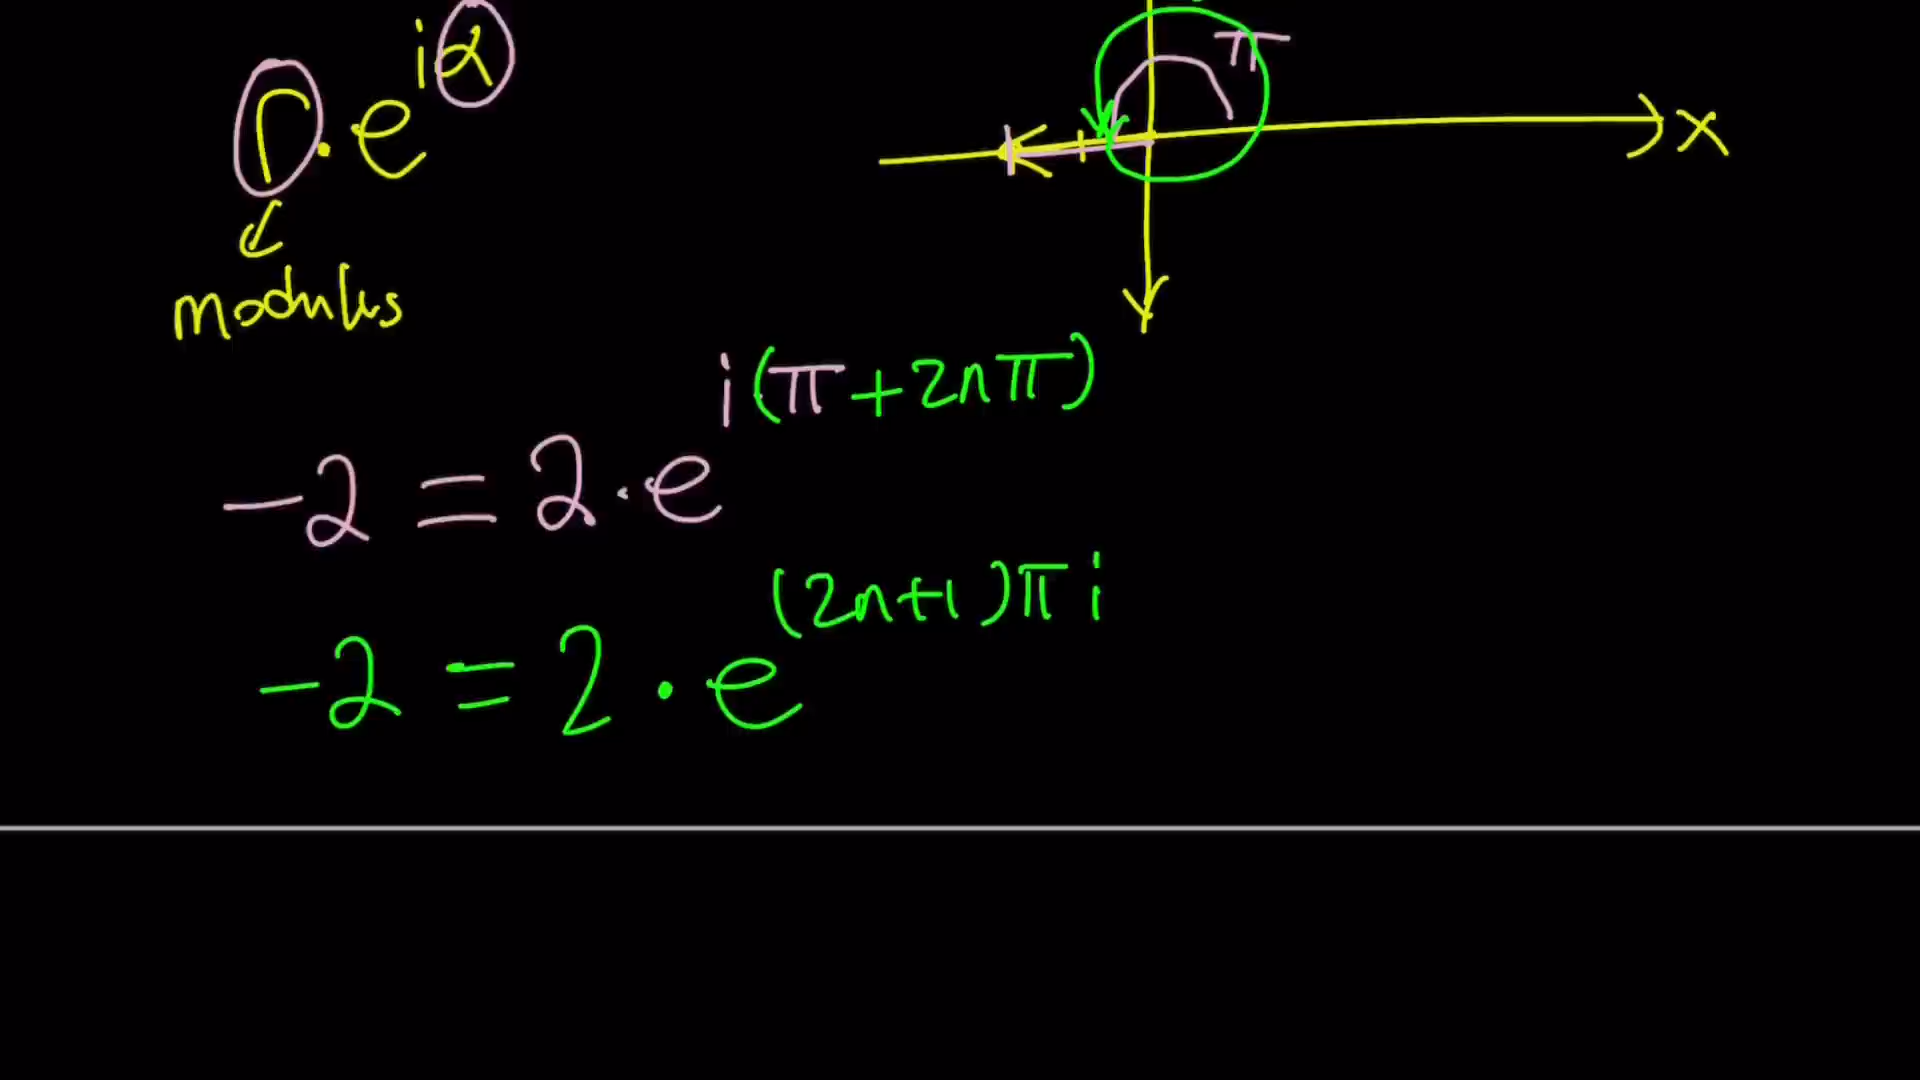 r·e^{iα}
π
x
modulus
-2 = 2·e^{i(π+2nπ)}
-2 = 2·e^{(2n+1)πi}